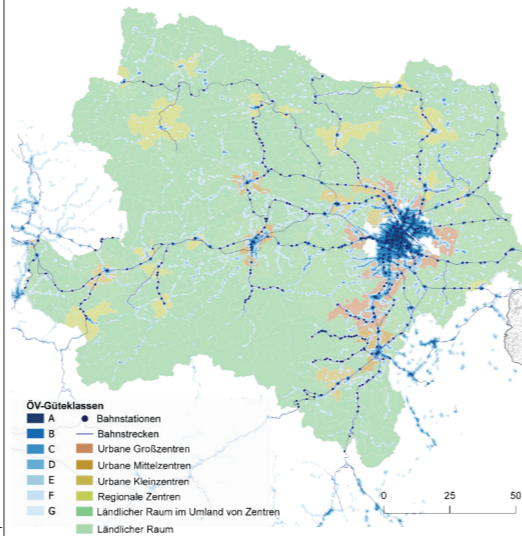 ÖV-Güteklassen
A
B
C
D
E
F
G
Bahnstationen
Bahnstrecken
Urbane Großzentren
Urbane Mittelzentren
Urbane Kleinzentren
Regionale Zentren
Ländlicher Raum im Umland von Zentren
Ländlicher Raum
0 25 50